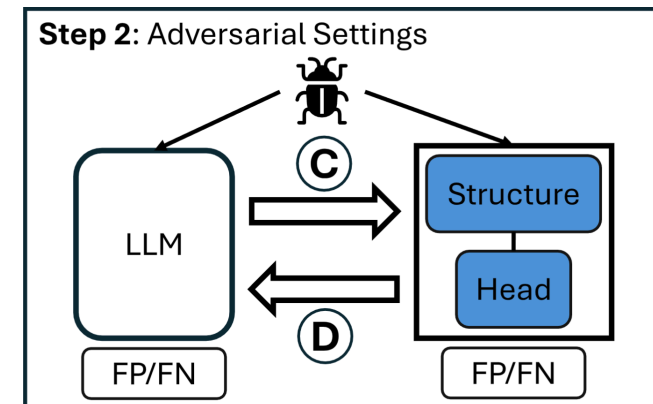 Step 2: Adversarial Settings
C
LLM
Structure
Head
D
FP/FN
FP/FN